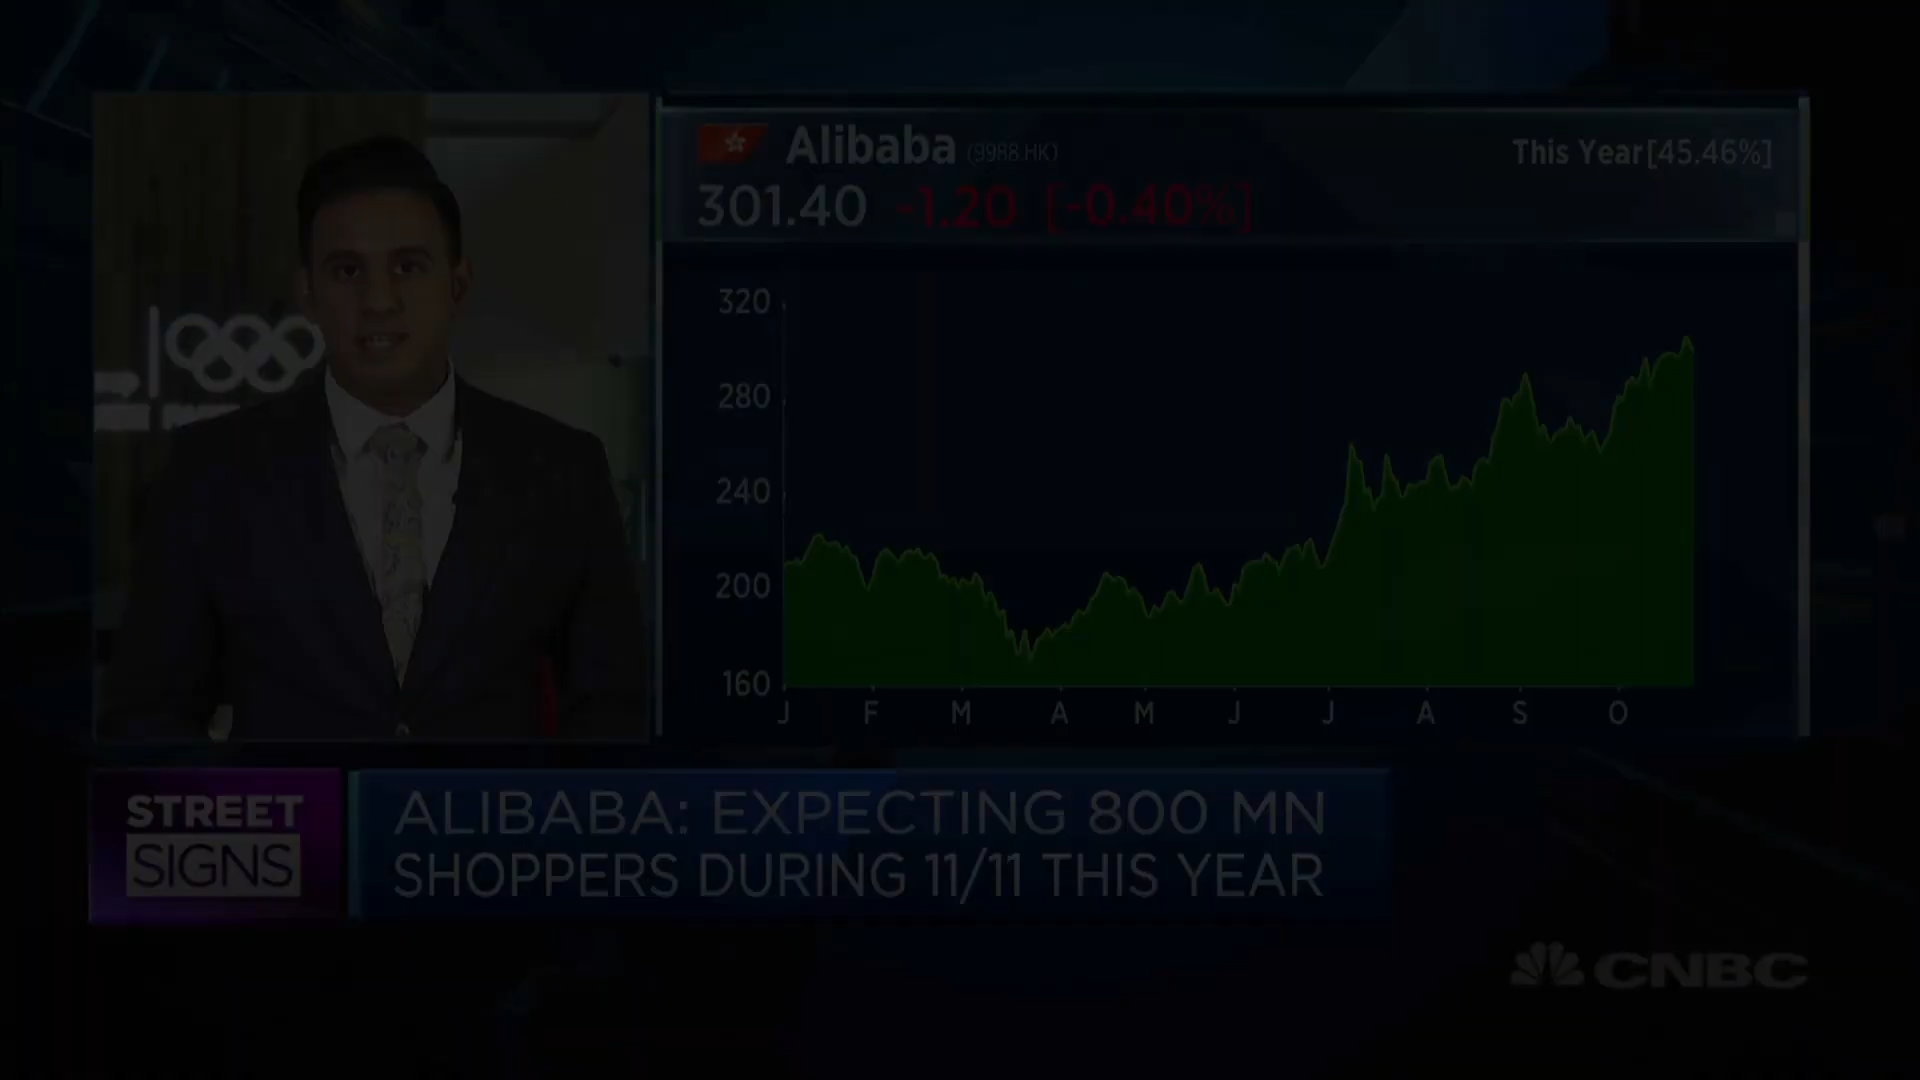 Alibaba (9988.HK)
This Year[45.46%]
301.40 -1.20 [-0.40%]
320
280
240
200
160
J F M A M J J A S O
STREET
SIGNS
ALIBABA: EXPECTING 800 MN
SHOPPERS DURING 11/11 THIS YEAR
CNBC